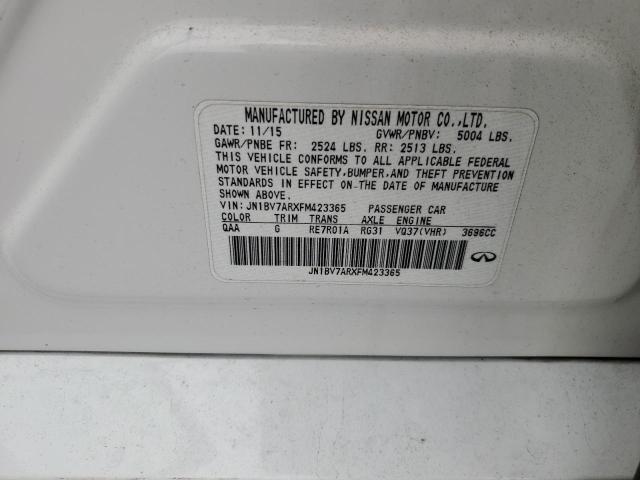 MANUFACTURED BY NISSAN MOTOR CO.,LTD.
DATE: 11/15 GVWR/PNBV: 5004 LBS.
GAWR/PNBE FR: 2524 LBS. RR: 2513 LBS.
THIS VEHICLE CONFORMS TO ALL APPLICABLE FEDERAL
MOTOR VEHICLE SAFETY,BUMPER,AND THEFT PREVENTION
STANDARDS IN EFFECT ON THE DATE OF MANUFACTURE
SHOWN ABOVE.
VIN: JN1BV7ARXFM423365 PASSENGER CAR
COLOR TRIM TRANS AXLE ENGINE
QAA G RE7R01A RG31 VQ37(VHR) 3696CC
JN1BV7ARXFM423365